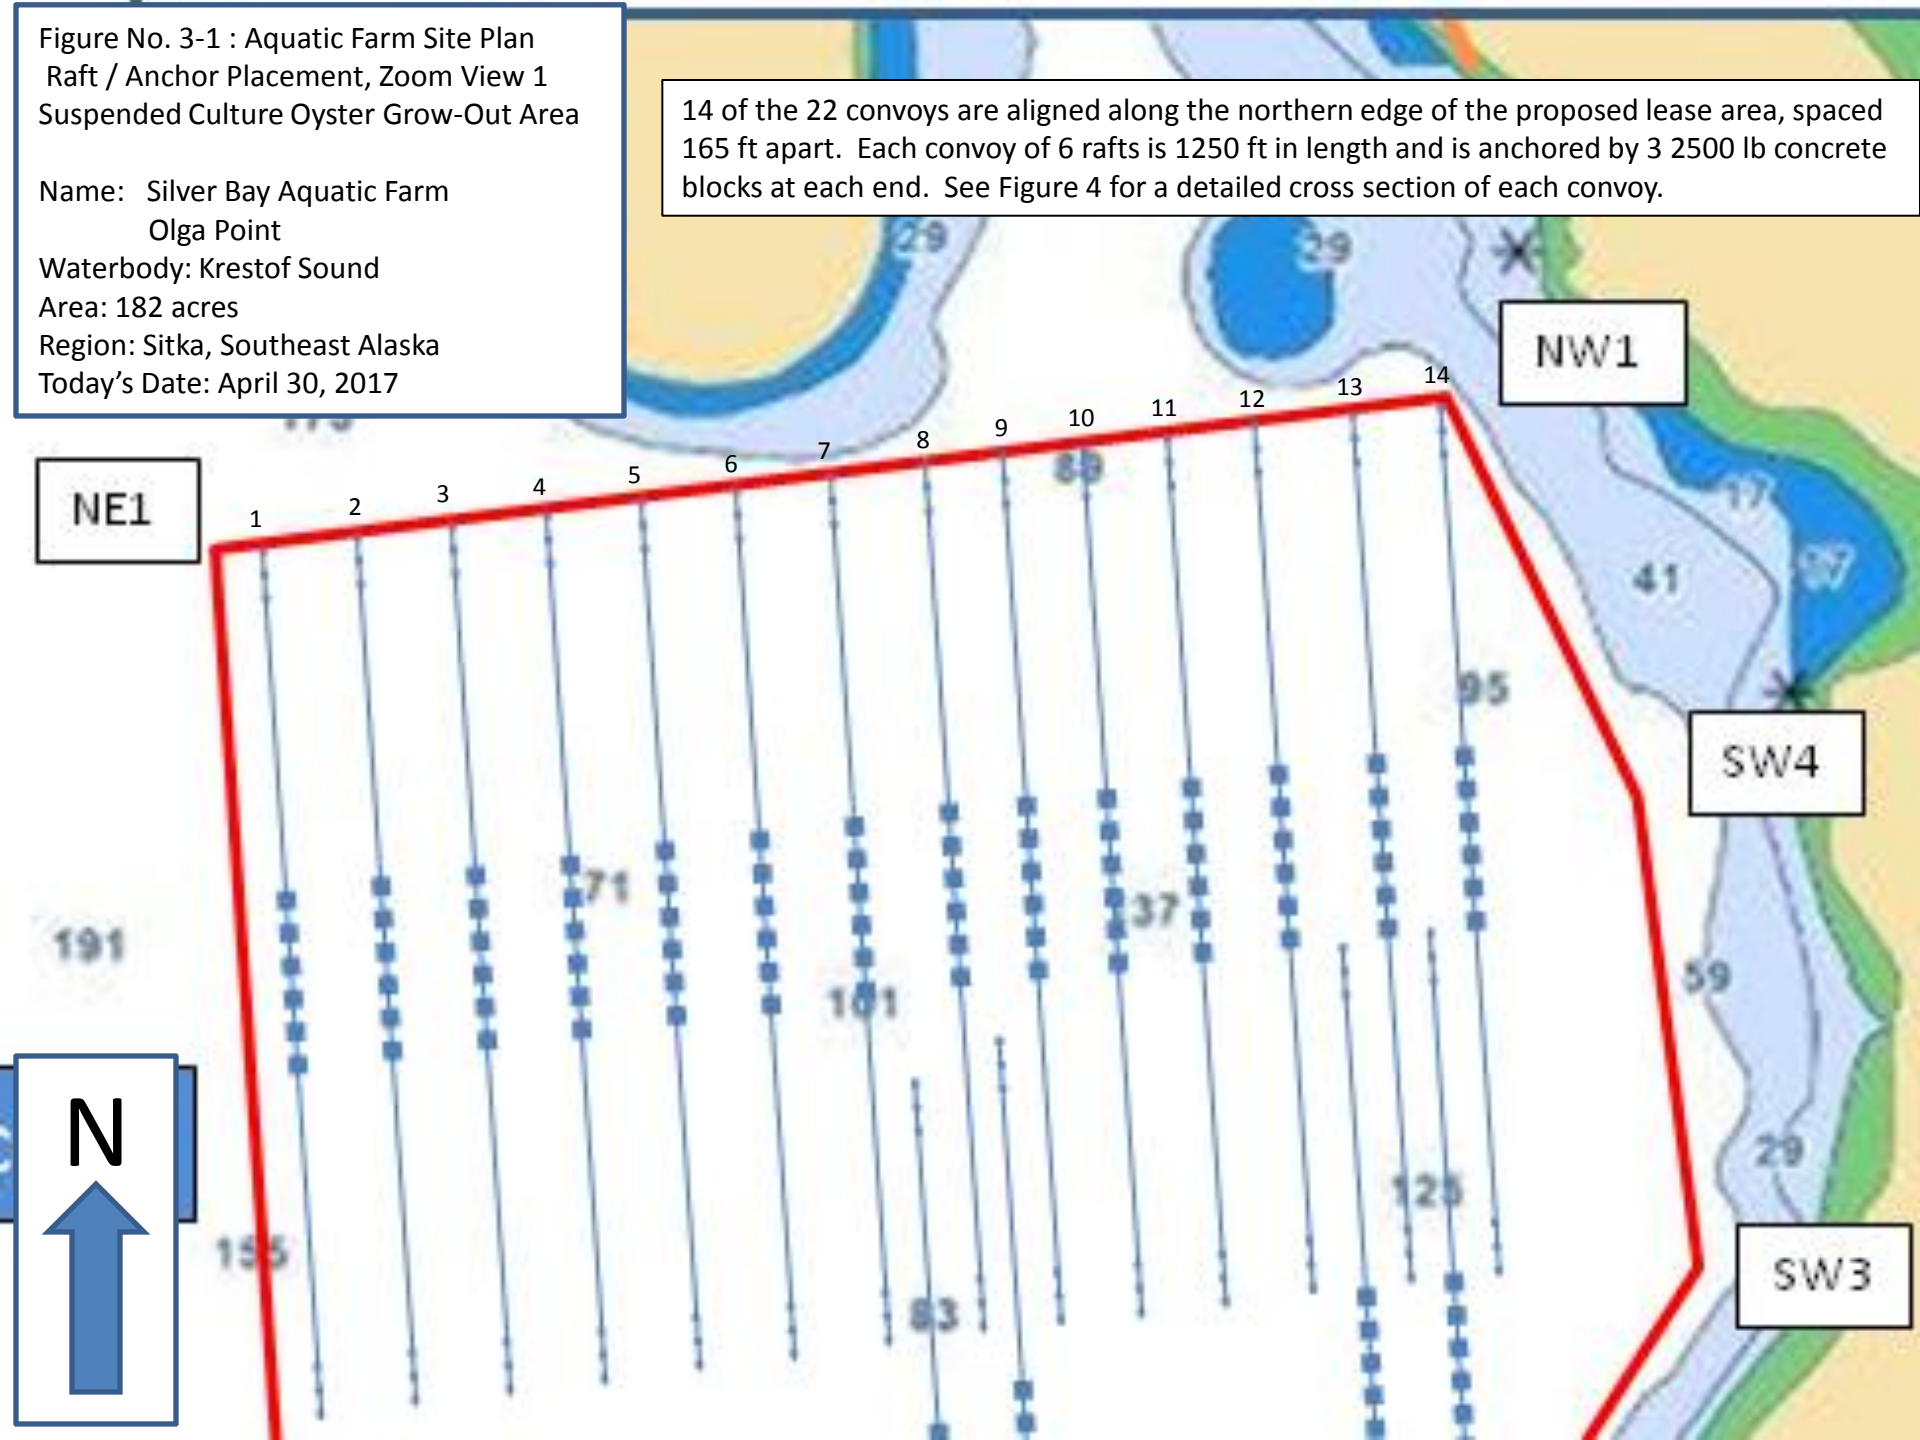 Figure No. 3-1 : Aquatic Farm Site Plan
Raft / Anchor Placement, Zoom View 1
Suspended Culture Oyster Grow-Out Area
Name: Silver Bay Aquatic Farm
Olga Point
Waterbody: Krestof Sound
Area: 182 acres
Region: Sitka, Southeast Alaska
Today’s Date: April 30, 2017
14 of the 22 convoys are aligned along the northern edge of the proposed lease area, spaced
165 ft apart. Each convoy of 6 rafts is 1250 ft in length and is anchored by 3 2500 lb concrete
blocks at each end. See Figure 4 for a detailed cross section of each convoy.
29
29
NW1
14
13
12
11
10
9
8
7
6
5
4
3
2
1
NE1
17
41
95
SW4
71
37
191
59
101
N
29
125
155
SW3
83